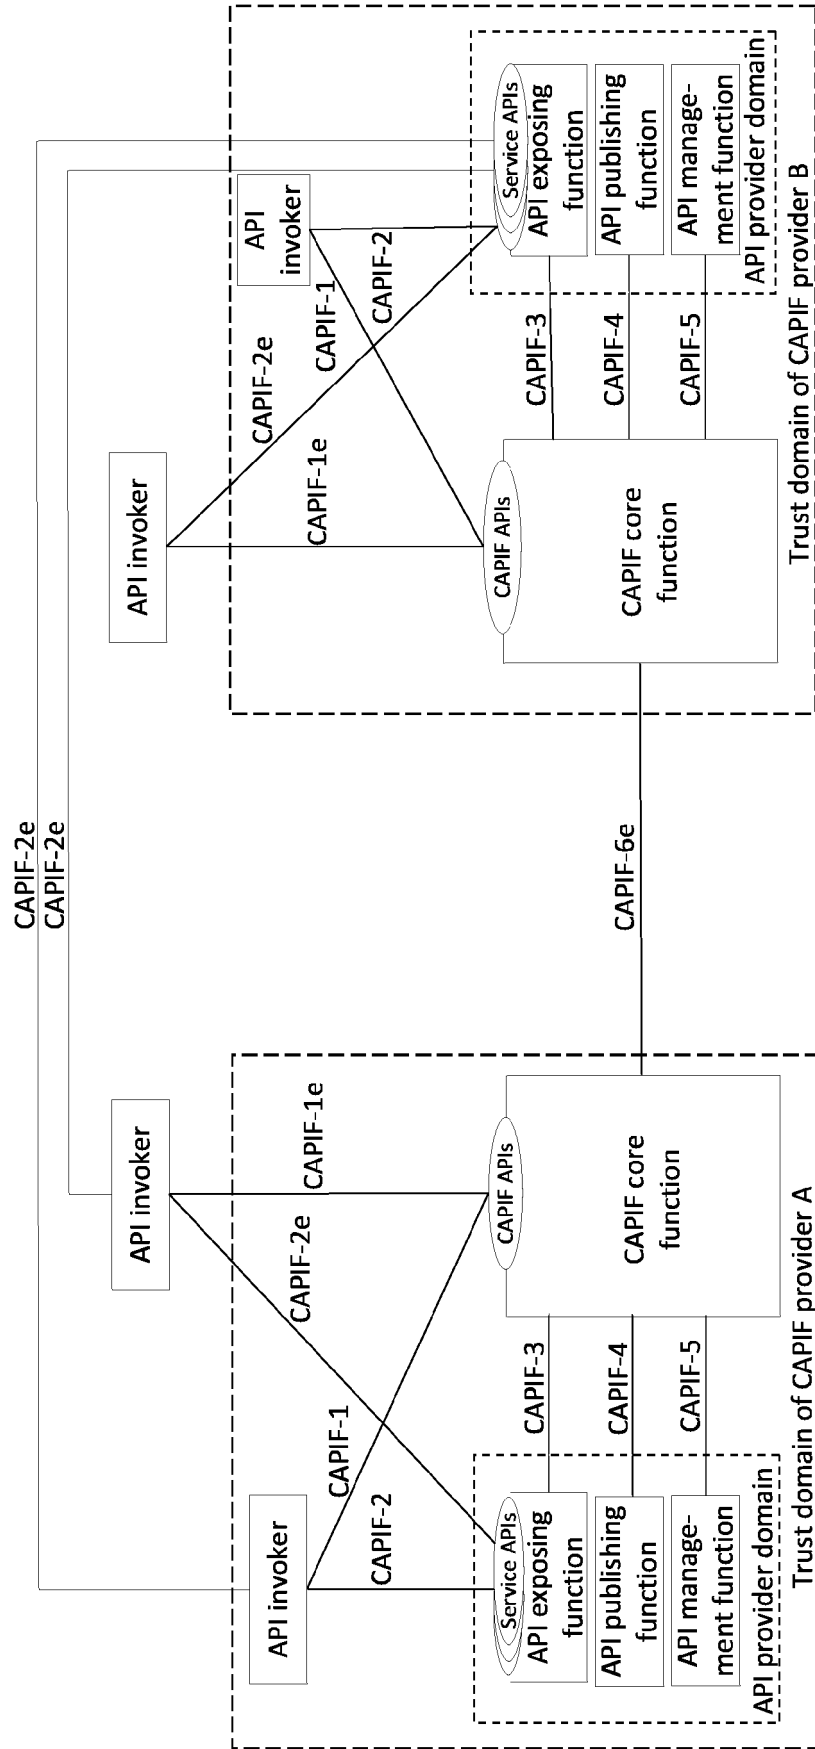 CAPIF-2e
CAPIF-2e
API invoker
API invoker
API
invoker
API invoker
CAPIF-1
CAPIF-2
CAPIF-2e
CAPIF-1e
CAPIF-2e
CAPIF-1e
CAPIF-1
CAPIF-2
Service APIs
API exposing
function
API publishing
function
API manage-
ment function
API provider domain
CAPIF-3
CAPIF-4
CAPIF-5
CAPIF APIs
CAPIF core
function
Trust domain of CAPIF provider A
CAPIF-6e
CAPIF APIs
CAPIF core
function
CAPIF-3
CAPIF-4
CAPIF-5
Service APIs
API exposing
function
API publishing
function
API manage-
ment function
API provider domain
Trust domain of CAPIF provider B